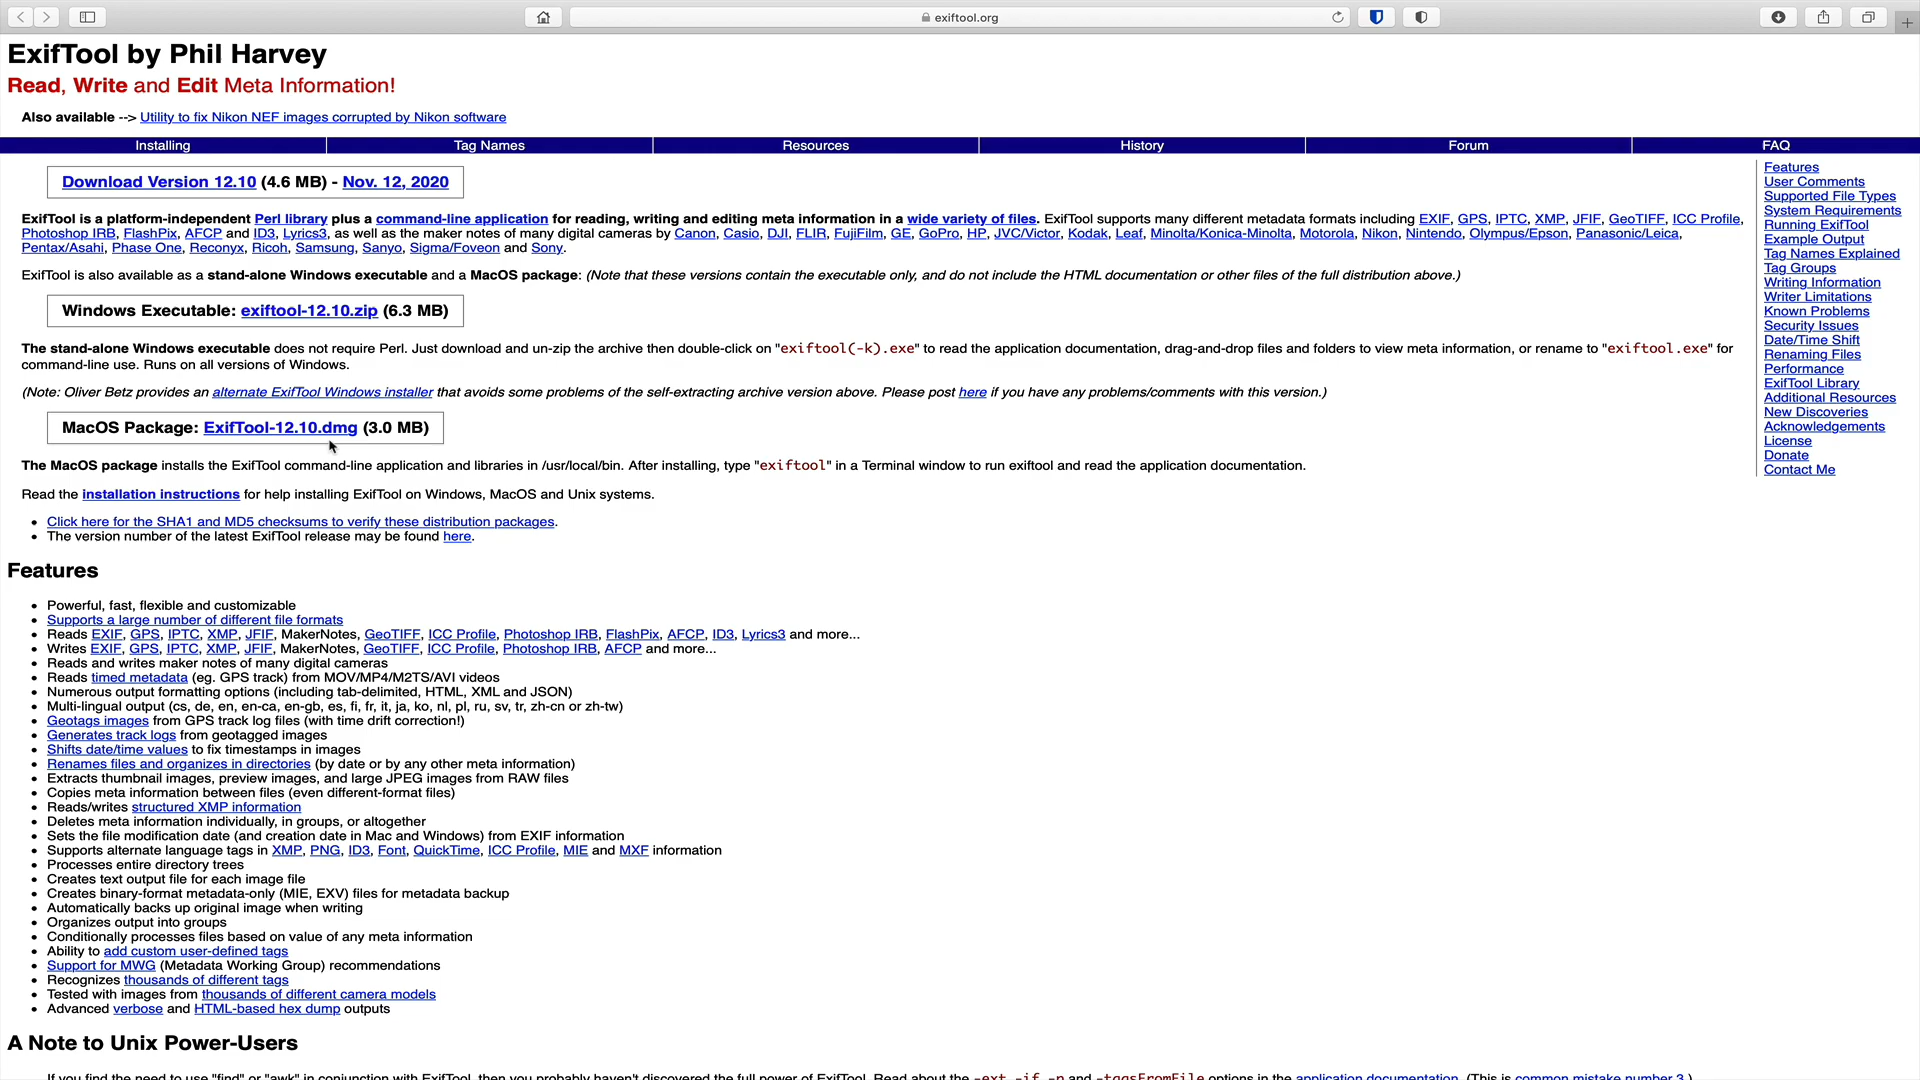 exiftool.org
ExifTool by Phil Harvey
Read, Write and Edit Meta Information!
Also available --> Utility to fix Nikon NEF images corrupted by Nikon software
Installing Tag Names Resources History Forum FAQ
Download Version 12.10 (4.6 MB) - Nov. 12, 2020
ExifTool is a platform-independent Perl library plus a command-line application for reading, writing and editing meta information in a wide variety of files. ExifTool supports many different metadata formats including EXIF, GPS, IPTC, XMP, JFIF, GeoTIFF, ICC Profile,
Photoshop IRB, FlashPix, AFCP and ID3, Lyrics3, as well as the maker notes of many digital cameras by Canon, Casio, DJI, FLIR, FujiFilm, GE, GoPro, HP, JVC/Victor, Kodak, Leaf, Minolta/Konica-Minolta, Motorola, Nikon, Nintendo, Olympus/Epson, Panasonic/Leica,
Pentax/Asahi, Phase One, Reconyx, Ricoh, Samsung, Sanyo, Sigma/Foveon and Sony.
ExifTool is also available as a stand-alone Windows executable and a MacOS package: (Note that these versions contain the executable only, and do not include the HTML documentation or other files of the full distribution above.)
Windows Executable: exiftool-12.10.zip (6.3 MB)
The stand-alone Windows executable does not require Perl. Just download and un-zip the archive then double-click on "exiftool(-k).exe" to read the application documentation, drag-and-drop files and folders to view meta information, or rename to "exiftool.exe" for
command-line use. Runs on all versions of Windows.
(Note: Oliver Betz provides an alternate ExifTool Windows installer that avoids some problems of the self-extracting archive version above. Please post here if you have any problems/comments with this version.)
MacOS Package: ExifTool-12.10.dmg (3.0 MB)
The MacOS package installs the ExifTool command-line application and libraries in /usr/local/bin. After installing, type "exiftool" in a Terminal window to run exiftool and read the application documentation.
Read the installation instructions for help installing ExifTool on Windows, MacOS and Unix systems.
• Click here for the SHA1 and MD5 checksums to verify these distribution packages.
• The version number of the latest ExifTool release may be found here.
Features
User Comments
Supported File Types
System Requirements
Running ExifTool
Example Output
Tag Names Explained
Tag Groups
Writing Information
Writer Limitations
Known Problems
Security Issues
Date/Time Shift
Renaming Files
Performance
ExifTool Library
Additional Resources
New Discoveries
Acknowledgements
License
Donate
Contact Me
Features
• Powerful, fast, flexible and customizable
• Supports a large number of different file formats
• Reads EXIF, GPS, IPTC, XMP, JFIF, MakerNotes, GeoTIFF, ICC Profile, Photoshop IRB, FlashPix, AFCP, ID3, Lyrics3 and more...
• Writes EXIF, GPS, IPTC, XMP, JFIF, MakerNotes, GeoTIFF, ICC Profile, Photoshop IRB, AFCP and more...
• Reads and writes maker notes of many digital cameras
• Reads timed metadata (eg. GPS track) from MOV/MP4/M2TS/AVI videos
• Numerous output formatting options (including tab-delimited, HTML, XML and JSON)
• Multi-lingual output (cs, de, en, en-ca, en-gb, es, fi, fr, it, ja, ko, nl, pl, ru, sv, tr, zh-cn or zh-tw)
• Geotags images from GPS track log files (with time drift correction!)
• Generates track logs from geotagged images
• Shifts date/time values to fix timestamps in images
• Renames files and organizes in directories (by date or by any other meta information)
• Extracts thumbnail images, preview images, and large JPEG images from RAW files
• Copies meta information between files (even different-format files)
• Reads/writes structured XMP information
• Deletes meta information individually, in groups, or altogether
• Sets the file modification date (and creation date in Mac and Windows) from EXIF information
• Supports alternate language tags in XMP, PNG, ID3, Font, QuickTime, ICC Profile, MIE and MXF information
• Processes entire directory trees
• Creates text output file for each image file
• Creates binary-format metadata-only (MIE, EXV) files for metadata backup
• Automatically backs up original image when writing
• Organizes output into groups
• Conditionally processes files based on value of any meta information
• Ability to add custom user-defined tags
• Support for MWG (Metadata Working Group) recommendations
• Recognizes thousands of different tags
• Tested with images from thousands of different camera models
• Advanced verbose and HTML-based hex dump outputs
A Note to Unix Power-Users
If you find the need to use "find" or "awk" in conjunction with ExifTool, then you probably haven't discovered the full power of ExifTool. Read about the -ext, -if, -p and -tagsFromFile options in the application documentation. (This is common mistake number 3.)